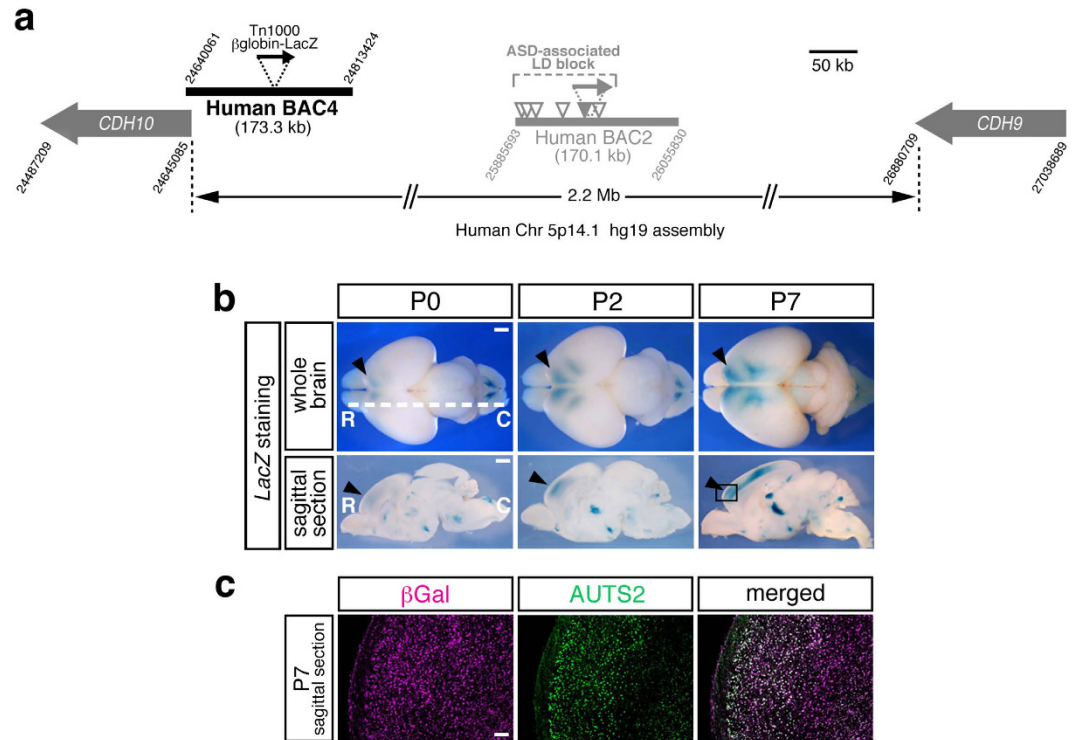 a
Tn1000
βglobin-LacZ
24640061
24813424
ASD-associated
LD block
50 kb
CDH10
Human BAC4
(173.3 kb)
Human BAC2
(170.1 kb)
CDH9
24487209
24645085
25885693
26055830
26880709
27038689
2.2 Mb
Human Chr 5p14.1 hg19 assembly
b
P0
P2
P7
LacZ staining
whole
brain
R
C
sagittal
section
R
C
c
βGal
AUTS2
merged
P7
sagittal section